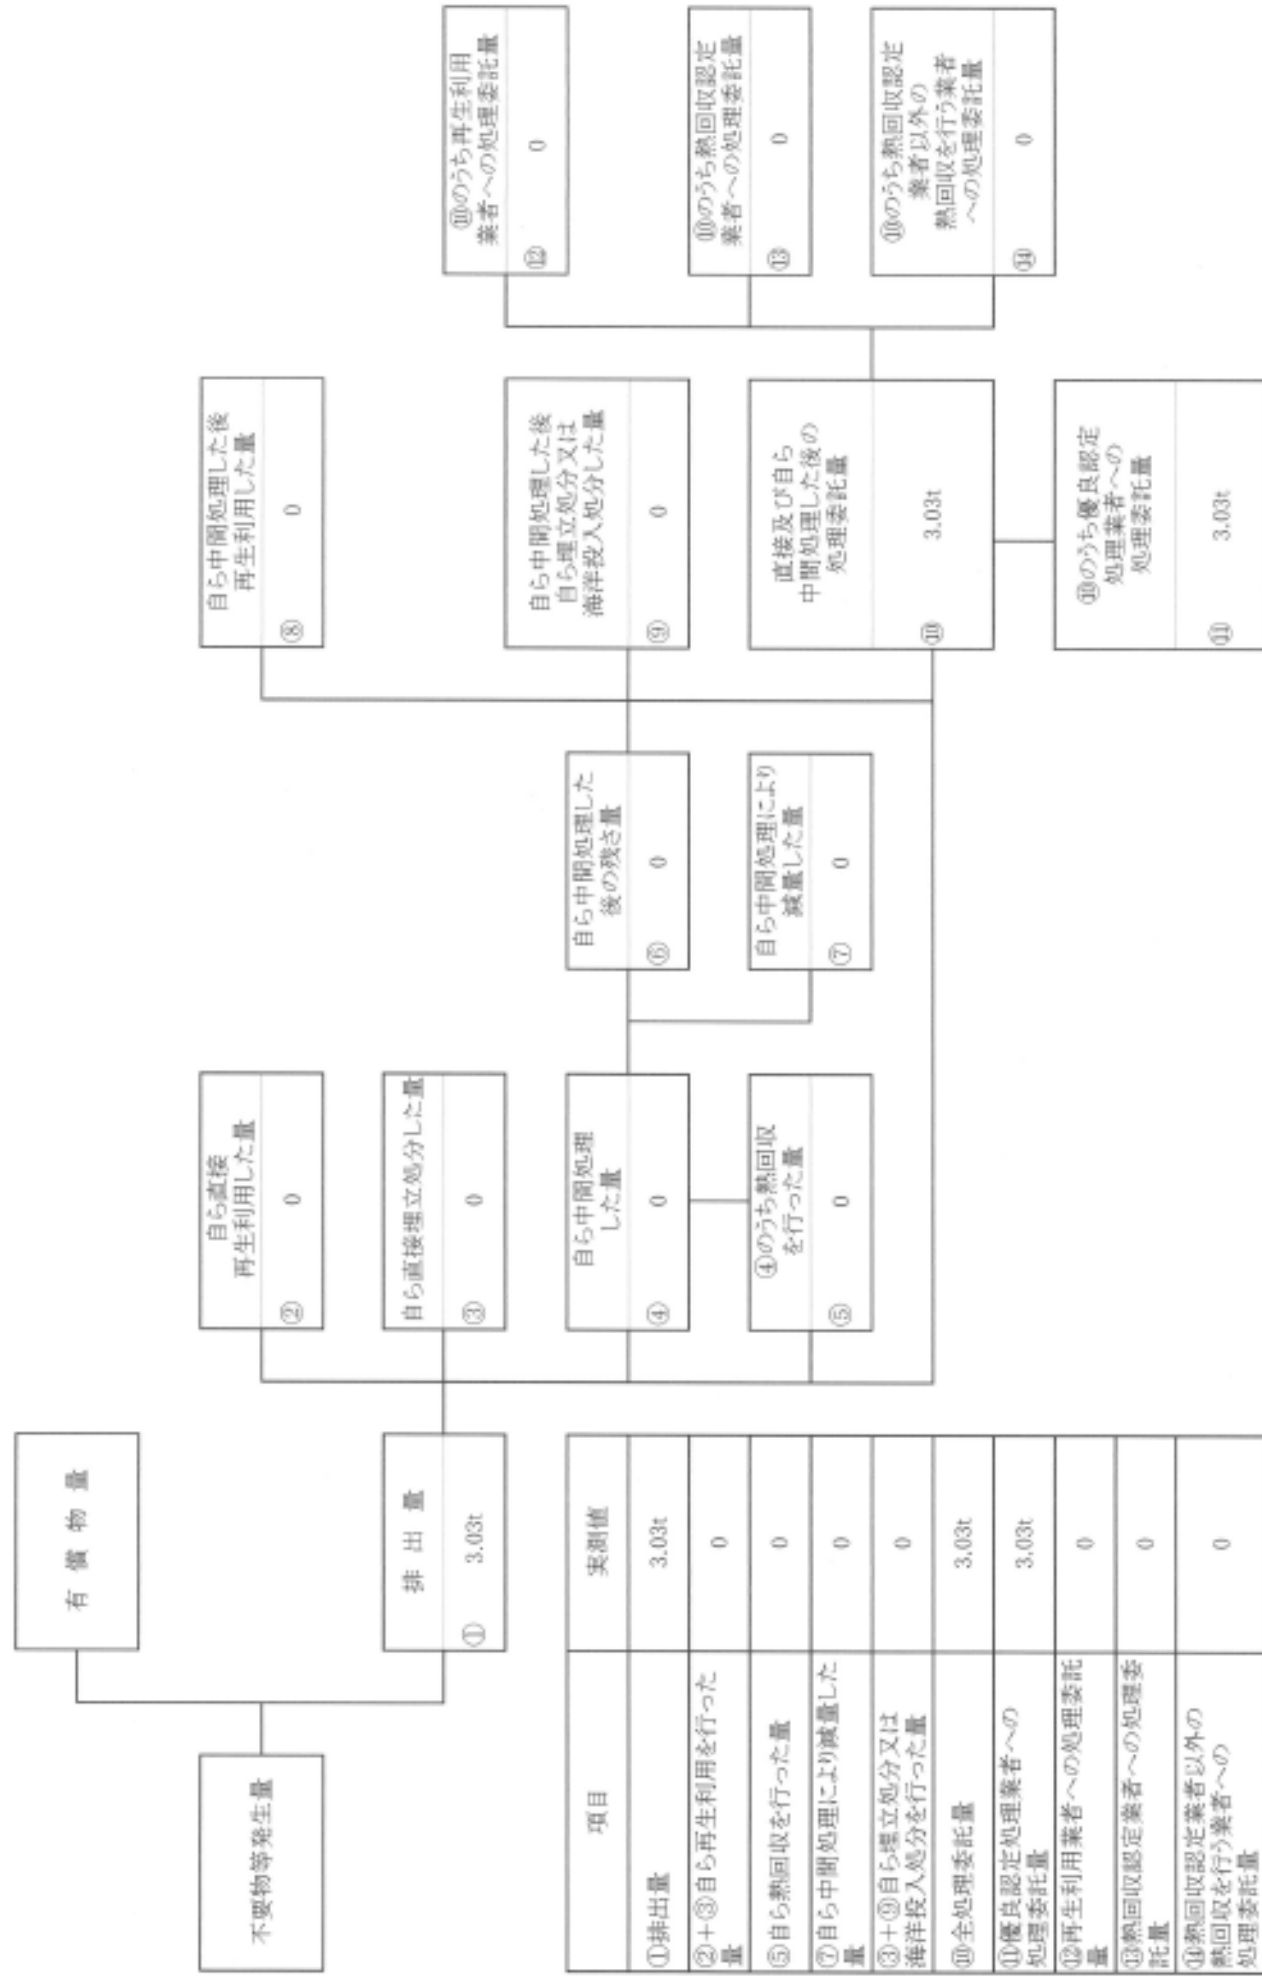 不要物等発生量
有 償 物 量
排 出 量
① 3.03t
自ら直接
再生利用した量
② 0
自ら直接埋立処分した量
③ 0
自ら中間処理
した量
④ 0
④のうち熱回収
を行った量
⑤ 0
自ら中間処理した
後の残さ量
⑥ 0
自ら中間処理により
減量した量
⑦ 0
自ら中間処理した後
再生利用した量
⑧ 0
自ら中間処理した後
自ら埋立処分又は
海洋投入処分した量
⑨ 0
直接及び自ら
中間処理した後の
処理委託量
⑩ 3.03t
⑩のうち優良認定
処理業者への
処理委託量
⑪ 3.03t
⑩のうち再生利用
業者への処理委託量
⑫ 0
⑩のうち熱回収認定
業者への処理委託量
⑬ 0
⑩のうち熱回収認定
業者以外の
熱回収を行う業者
への処理委託量
⑭ 0
項目 実測値
①排出量 3.03t
②+⑧自ら再生利用を行った
量 0
⑤自ら熱回収を行った量 0
⑦自ら中間処理により減量した
量 0
③+⑨自ら埋立処分又は
海洋投入処分を行った量 0
⑩全処理委託量 3.03t
⑪優良認定処理業者への
処理委託量 3.03t
⑫再生利用業者への処理委託
量 0
⑬熱回収認定業者への処理委
託量 0
⑭熱回収認定業者以外の
熱回収を行う業者への
処理委託量 0